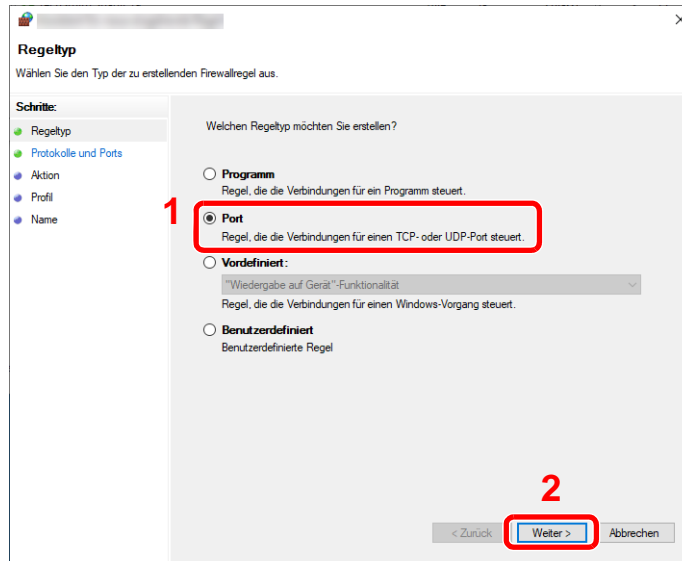 Regeltyp
Wählen Sie den Typ der zu erstellenden Firewallregel aus.
Schritte:
Regeltyp
Protokolle und Ports
Aktion
Profil
Name
Welchen Regeltyp möchten Sie erstellen?
Programm
Regel, die die Verbindungen für ein Programm steuert.
1
Port
Regel, die die Verbindungen für einen TCP- oder UDP-Port steuert.
Vordefiniert:
"Wiedergabe auf Gerät"-Funktionalität
Regel, die die Verbindungen für einen Windows-Vorgang steuert.
Benutzerdefiniert
Benutzerdefinierte Regel
2
< Zurück Weiter > Abbrechen